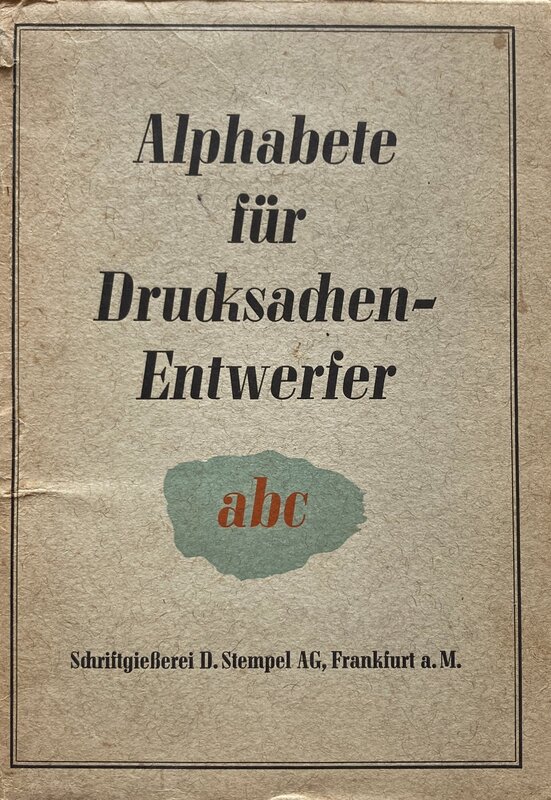 Alphabete
für
Drucksachen-
Entwerfer
abc
Schriftgießerei D. Stempel AG, Frankfurt a. M.